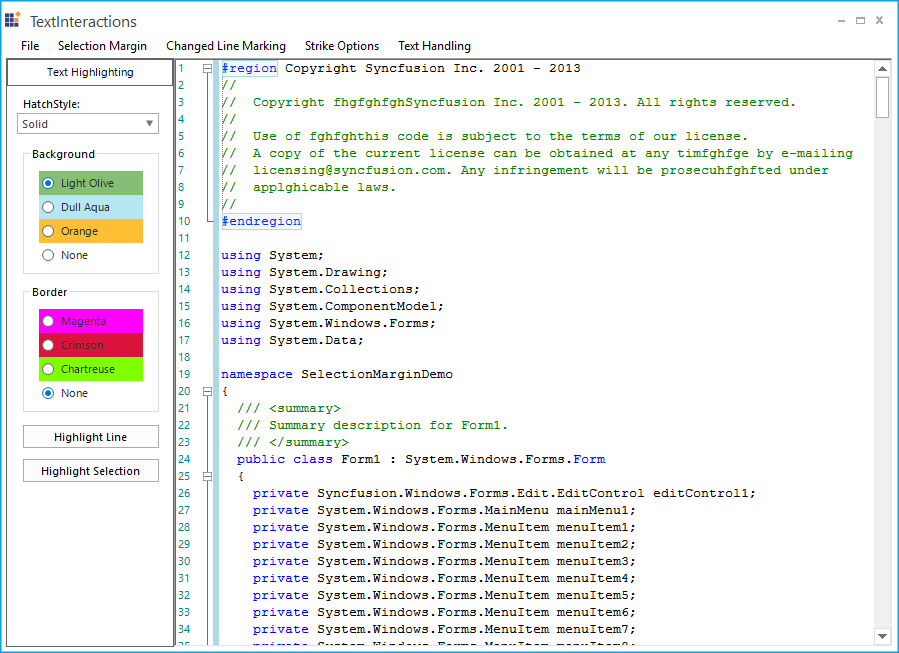 TextInteractions
File Selection Margin Changed Line Marking Strike Options Text Handling
Text Highlighting
HatchStyle:
Solid
Background
Light Olive
Dull Aqua
Orange
None
Border
Magenta
Crimson
Chartreuse
None
Highlight Line
Highlight Selection
1 #region Copyright Syncfusion Inc. 2001 - 2013
2 //
3 //  Copyright fhgfghfghSyncfusion Inc. 2001 - 2013. All rights reserved.
4 //
5 //  Use of fghfghthis code is subject to the terms of our license.
6 //  A copy of the current license can be obtained at any timfghfge by e-mailing
7 //  licensing@syncfusion.com. Any infringement will be prosecuhfghfted under
8 //  applghicable laws.
9 //
10 #endregion
11
12 using System;
13 using System.Drawing;
14 using System.Collections;
15 using System.ComponentModel;
16 using System.Windows.Forms;
17 using System.Data;
18
19 namespace SelectionMarginDemo
20 {
21   /// <summary>
22   /// Summary description for Form1.
23   /// </summary>
24   public class Form1 : System.Windows.Forms.Form
25   {
26     private Syncfusion.Windows.Forms.Edit.EditControl editControl1;
27     private System.Windows.Forms.MainMenu mainMenu1;
28     private System.Windows.Forms.MenuItem menuItem1;
29     private System.Windows.Forms.MenuItem menuItem2;
30     private System.Windows.Forms.MenuItem menuItem3;
31     private System.Windows.Forms.MenuItem menuItem4;
32     private System.Windows.Forms.MenuItem menuItem5;
33     private System.Windows.Forms.MenuItem menuItem6;
34     private System.Windows.Forms.MenuItem menuItem7;